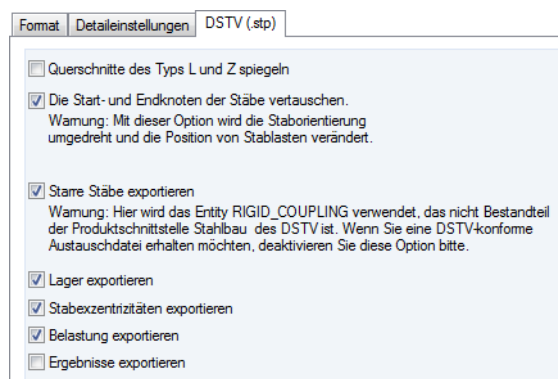 Format Detaileinstellungen DSTV (.stp)
Querschnitte des Typs L und Z spiegeln
Die Start- und Endknoten der Stäbe vertauschen.
Warnung: Mit dieser Option wird die Staborientierung
umgedreht und die Position von Stablasten verändert.
Starre Stäbe exportieren
Warnung: Hier wird das Entity RIGID_COUPLING verwendet, das nicht Bestandteil
der Produktschnittstelle Stahlbau des DSTV ist. Wenn Sie eine DSTV-konforme
Austauschdatei erhalten möchten, deaktivieren Sie diese Option bitte.
Lager exportieren
Stabexzentrizitäten exportieren
Belastung exportieren
Ergebnisse exportieren